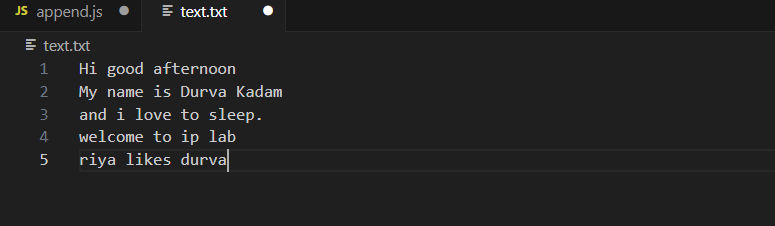 JS append.js
text.txt
text.txt
1 Hi good afternoon
2 My name is Durva Kadam
3 and i love to sleep.
4 welcome to ip lab
5 riya likes durva